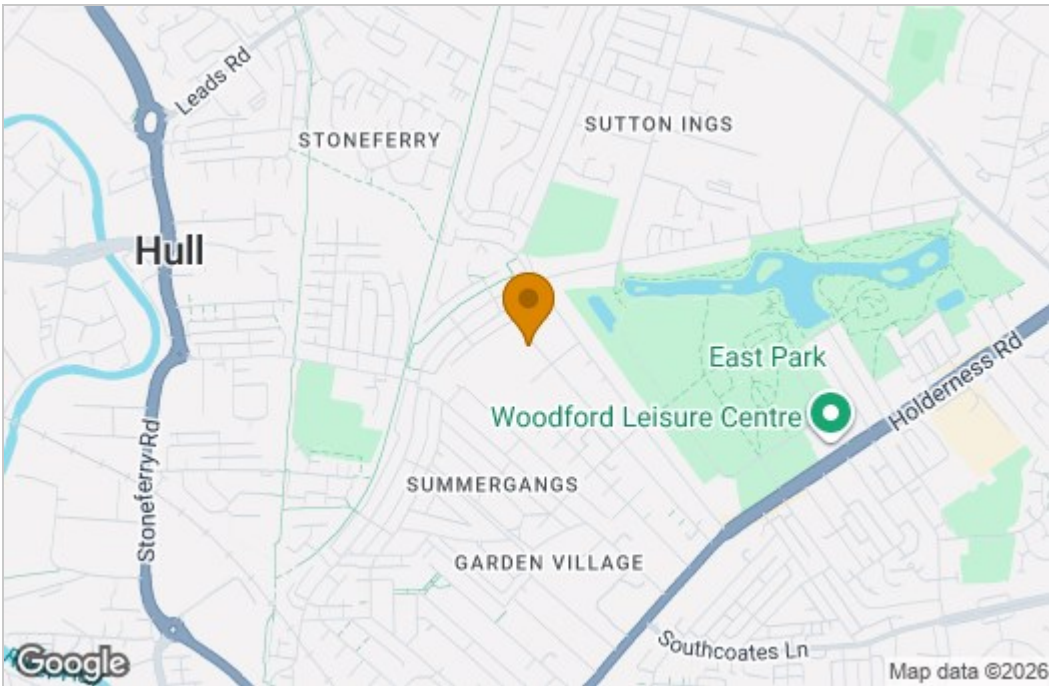 Leads Rd
STONEFERRY
SUTTON INGS
Hull
East Park
Woodford Leisure Centre
Holderness Rd
Stoneferry Rd
SUMMERGANGS
GARDEN VILLAGE
Southcoates Ln
Google
Map data ©2026